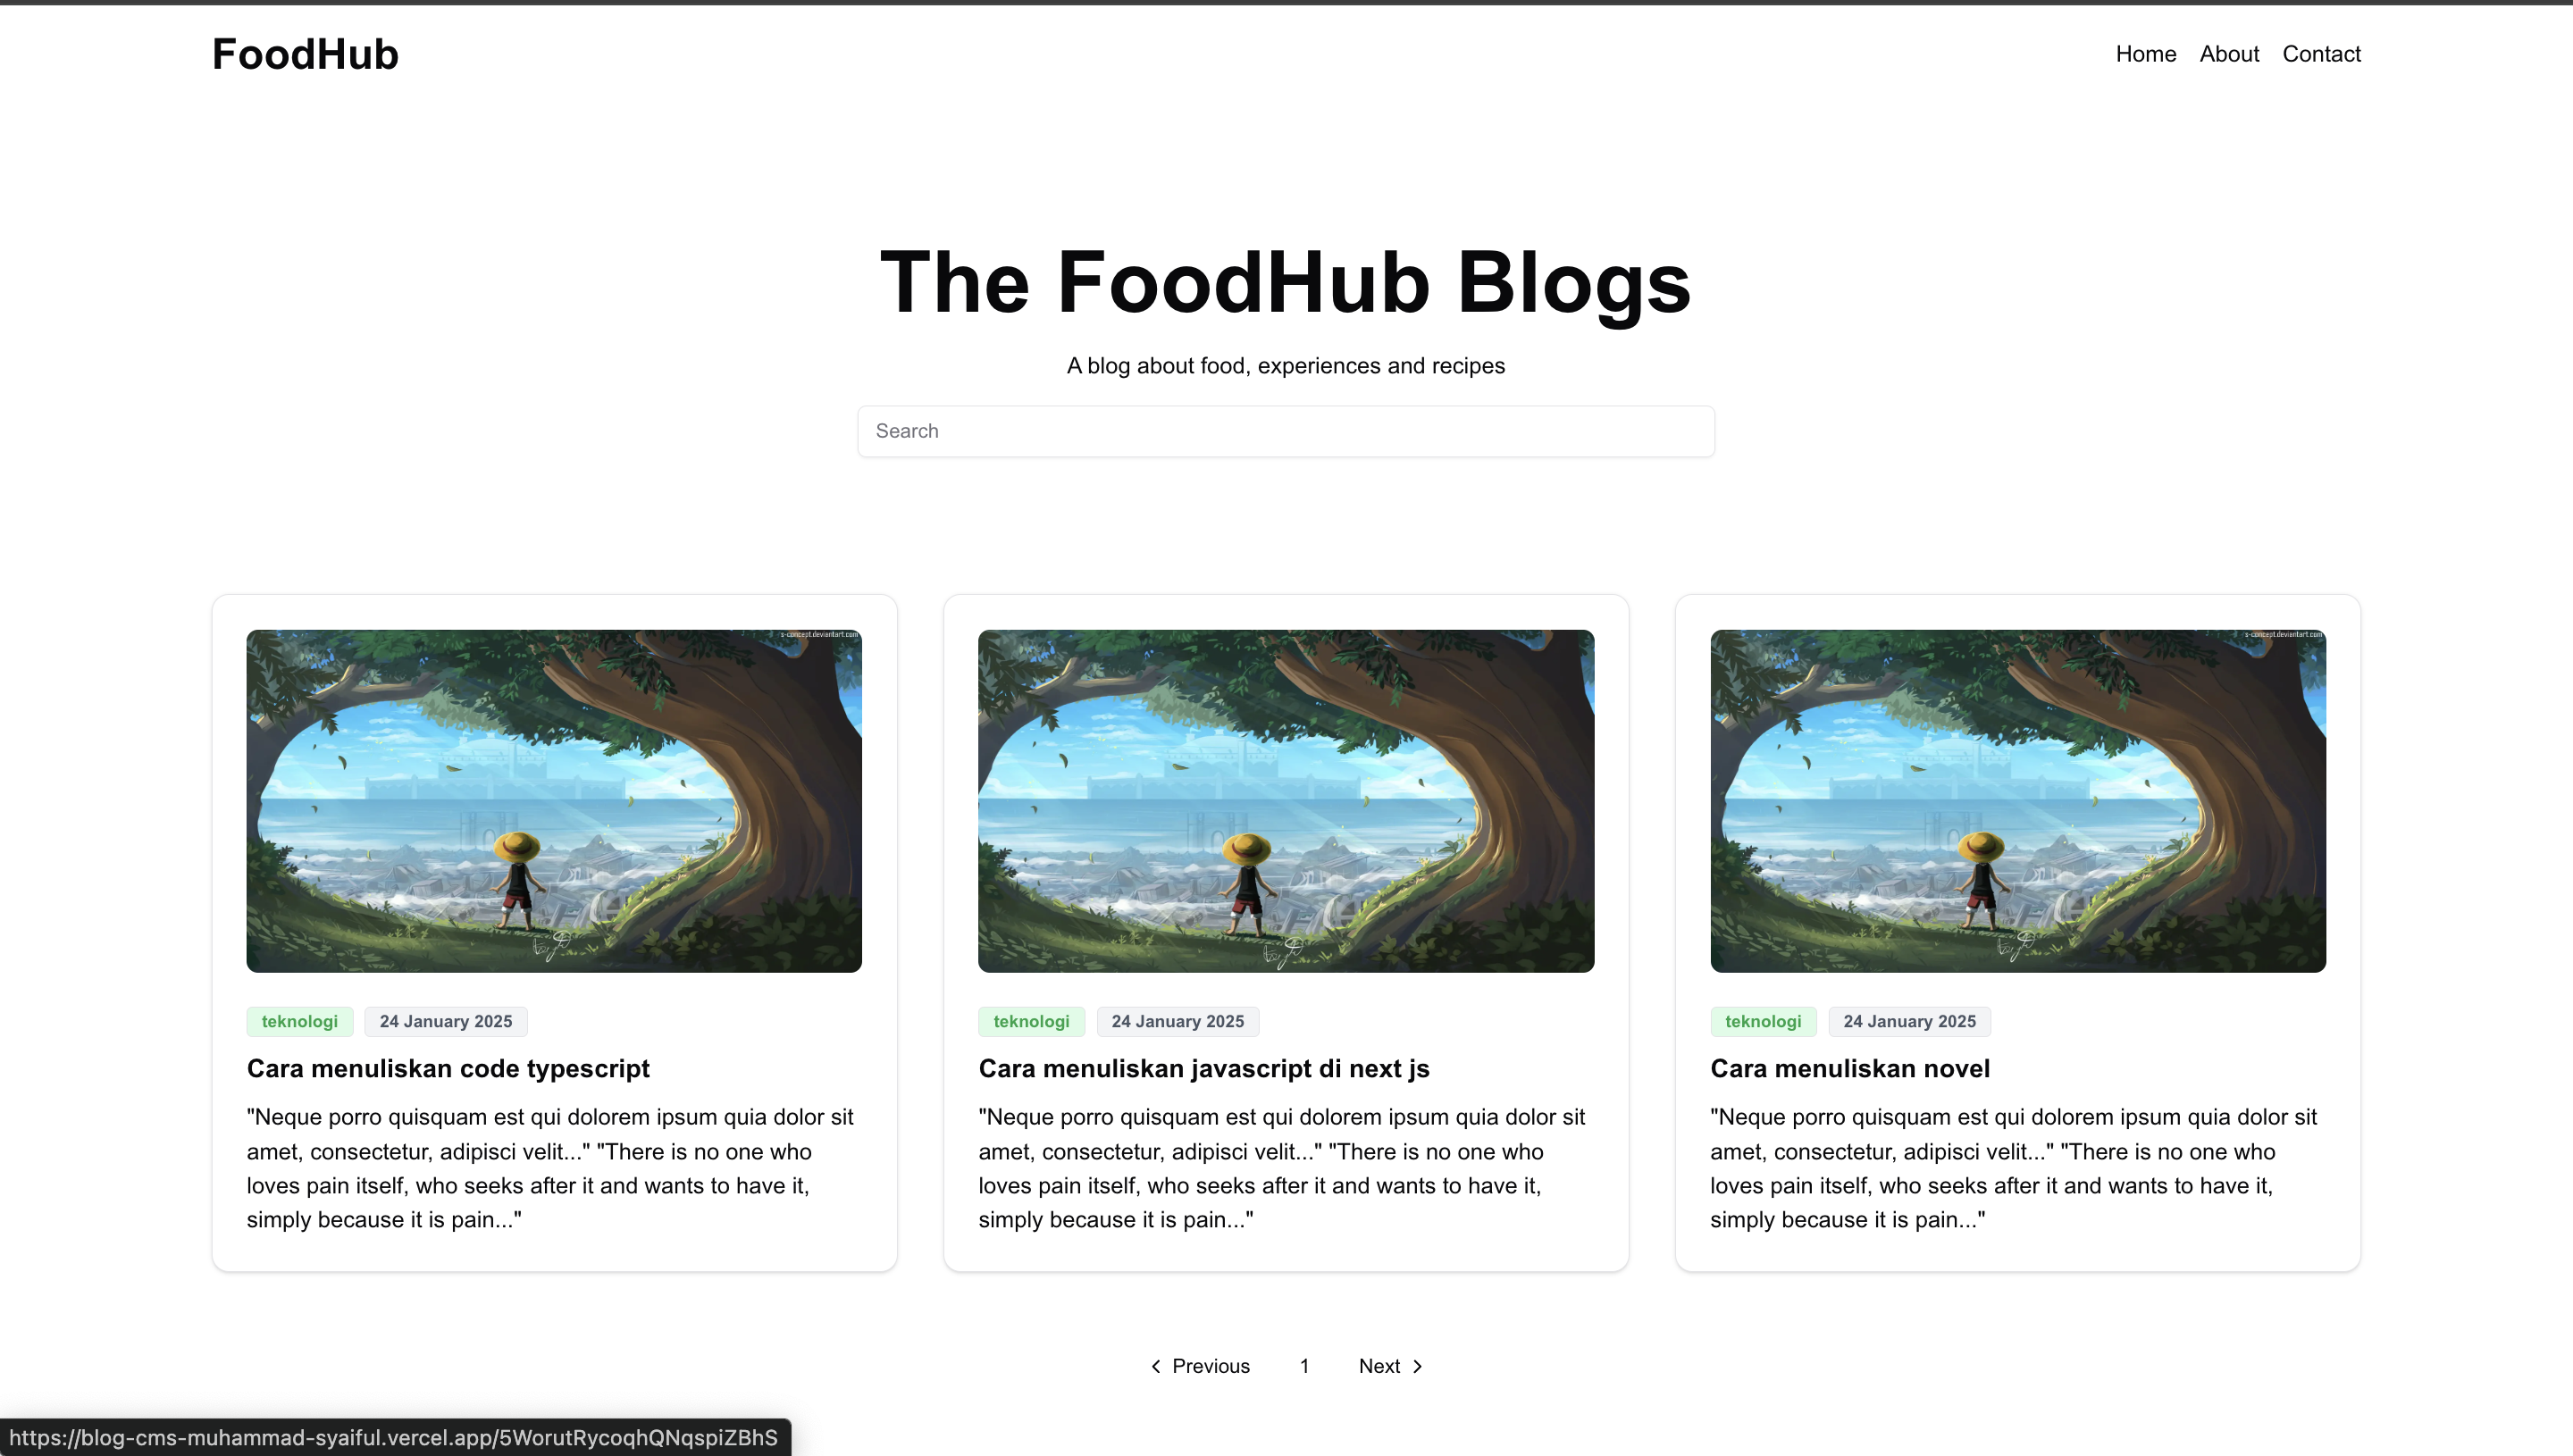 FoodHub
Home About Contact
The FoodHub Blogs
A blog about food, experiences and recipes
Search
s-concept.deviantart.com
s-concept.deviantart.com
teknologi 24 January 2025
Cara menuliskan code typescript
"Neque porro quisquam est qui dolorem ipsum quia dolor sit
amet, consectetur, adipisci velit..." "There is no one who
loves pain itself, who seeks after it and wants to have it,
simply because it is pain..."
teknologi 24 January 2025
Cara menuliskan javascript di next js
"Neque porro quisquam est qui dolorem ipsum quia dolor sit
amet, consectetur, adipisci velit..." "There is no one who
loves pain itself, who seeks after it and wants to have it,
simply because it is pain..."
teknologi 24 January 2025
Cara menuliskan novel
"Neque porro quisquam est qui dolorem ipsum quia dolor sit
amet, consectetur, adipisci velit..." "There is no one who
loves pain itself, who seeks after it and wants to have it,
simply because it is pain..."
Previous 1 Next
https://blog-cms-muhammad-syaiful.vercel.app/5WorutRycoqhQNqspiZBhS